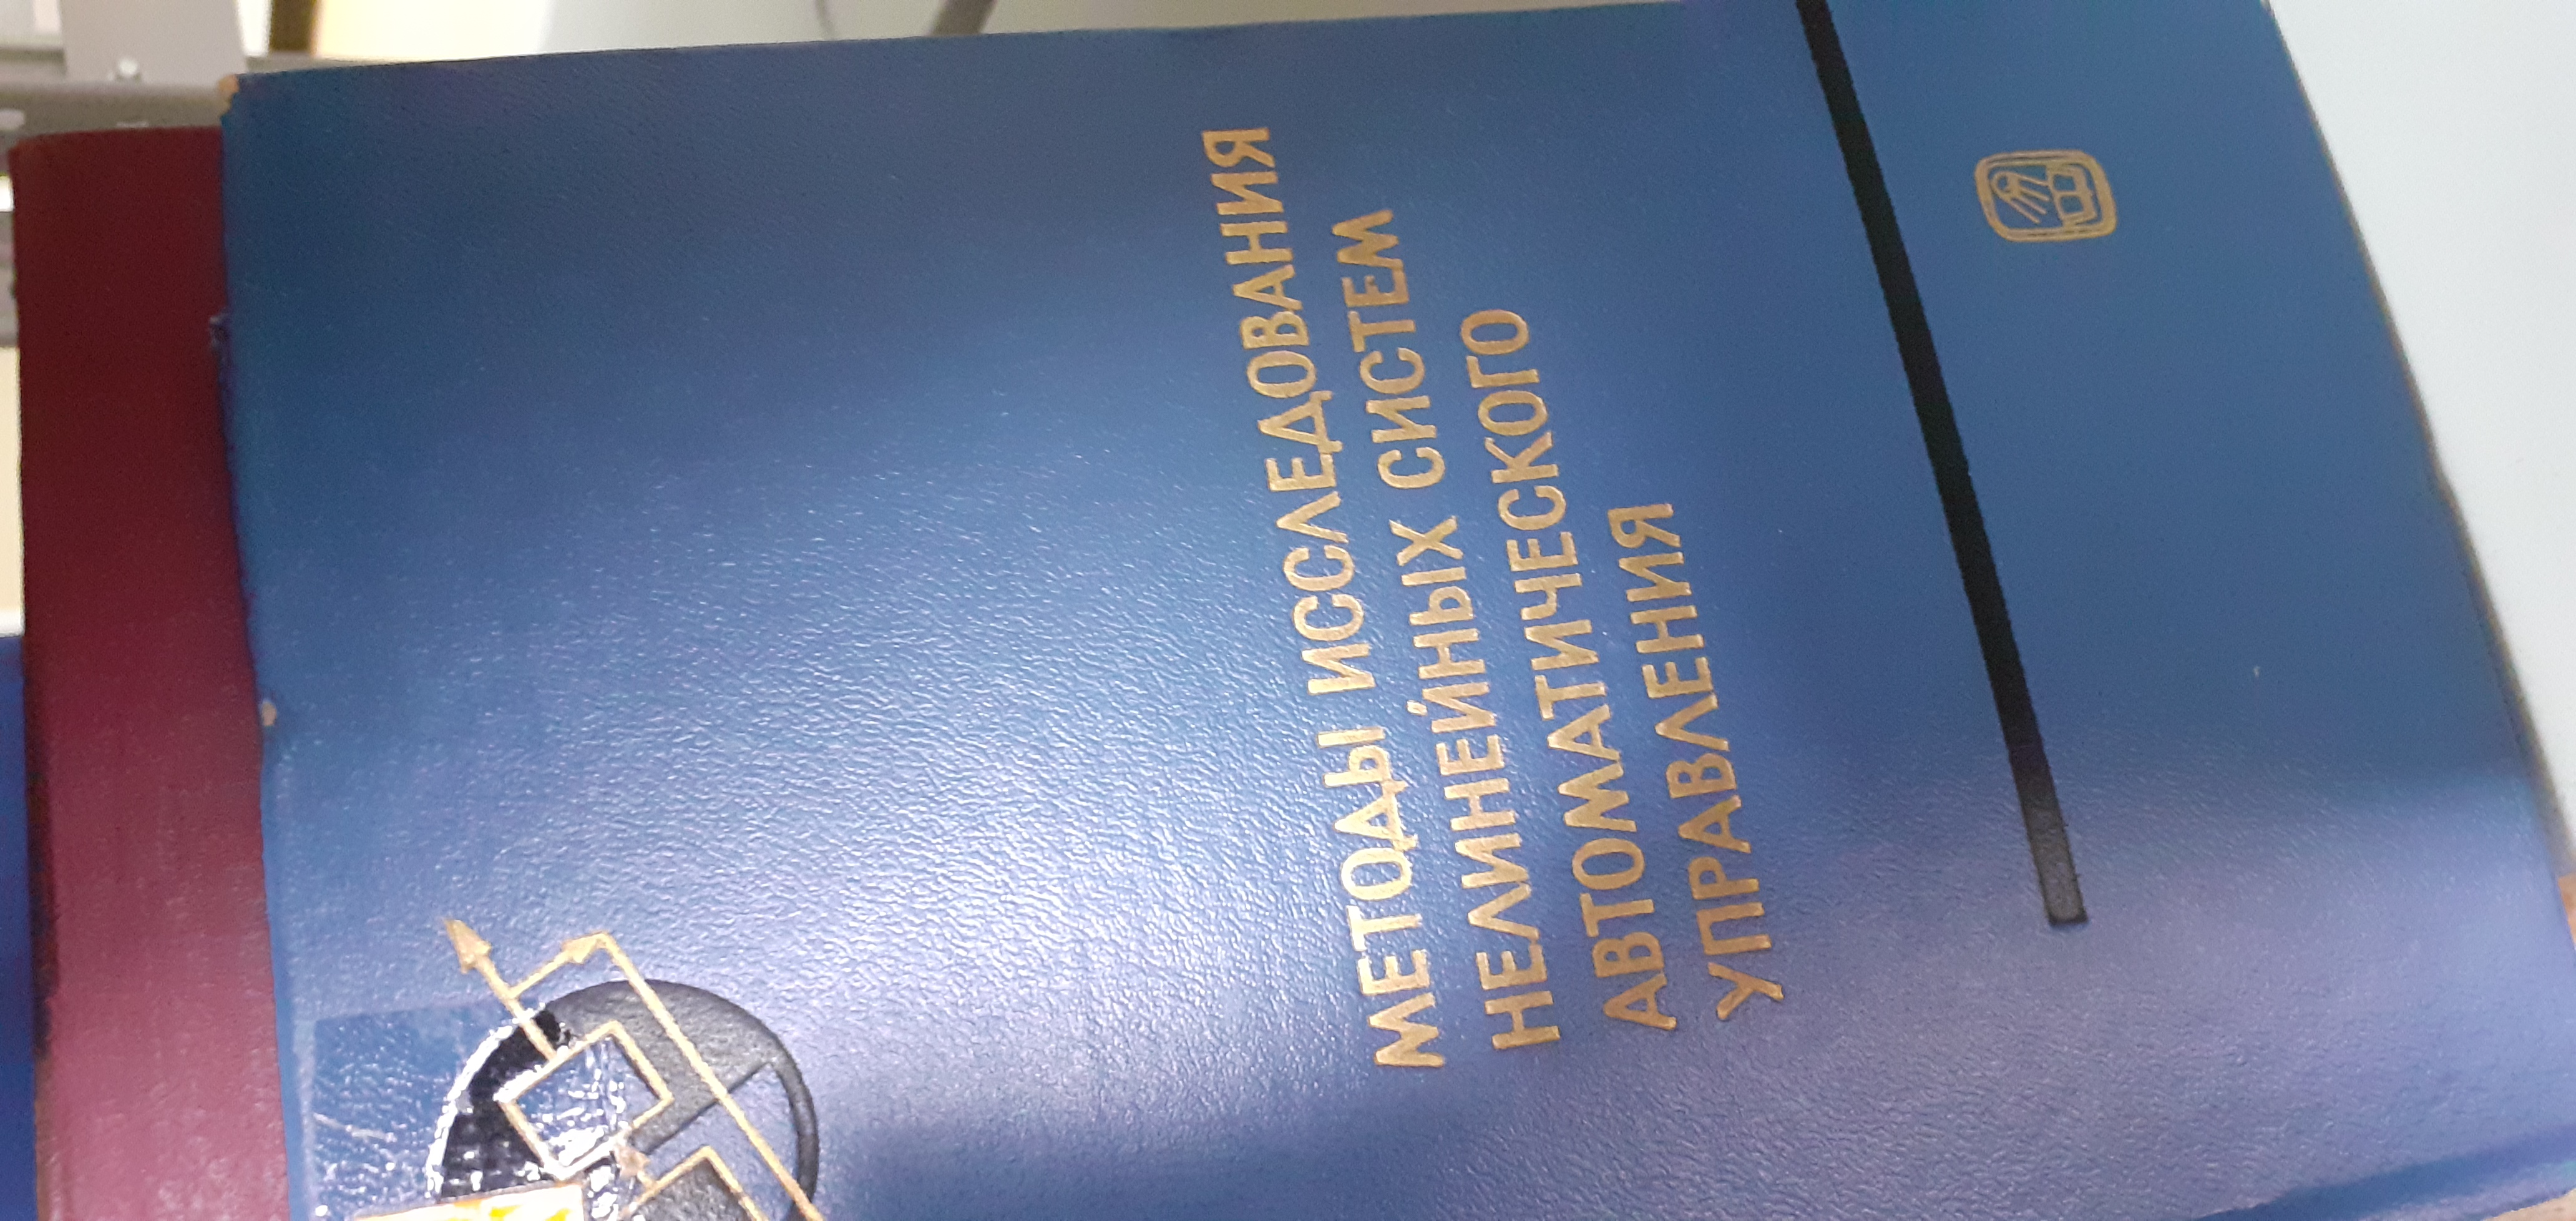 МЕТОДЫ ИССЛЕДОВАНИЯ
НЕЛИНЕЙНЫХ СИСТЕМ
АВТОМАТИЧЕСКОГО
УПРАВЛЕНИЯ